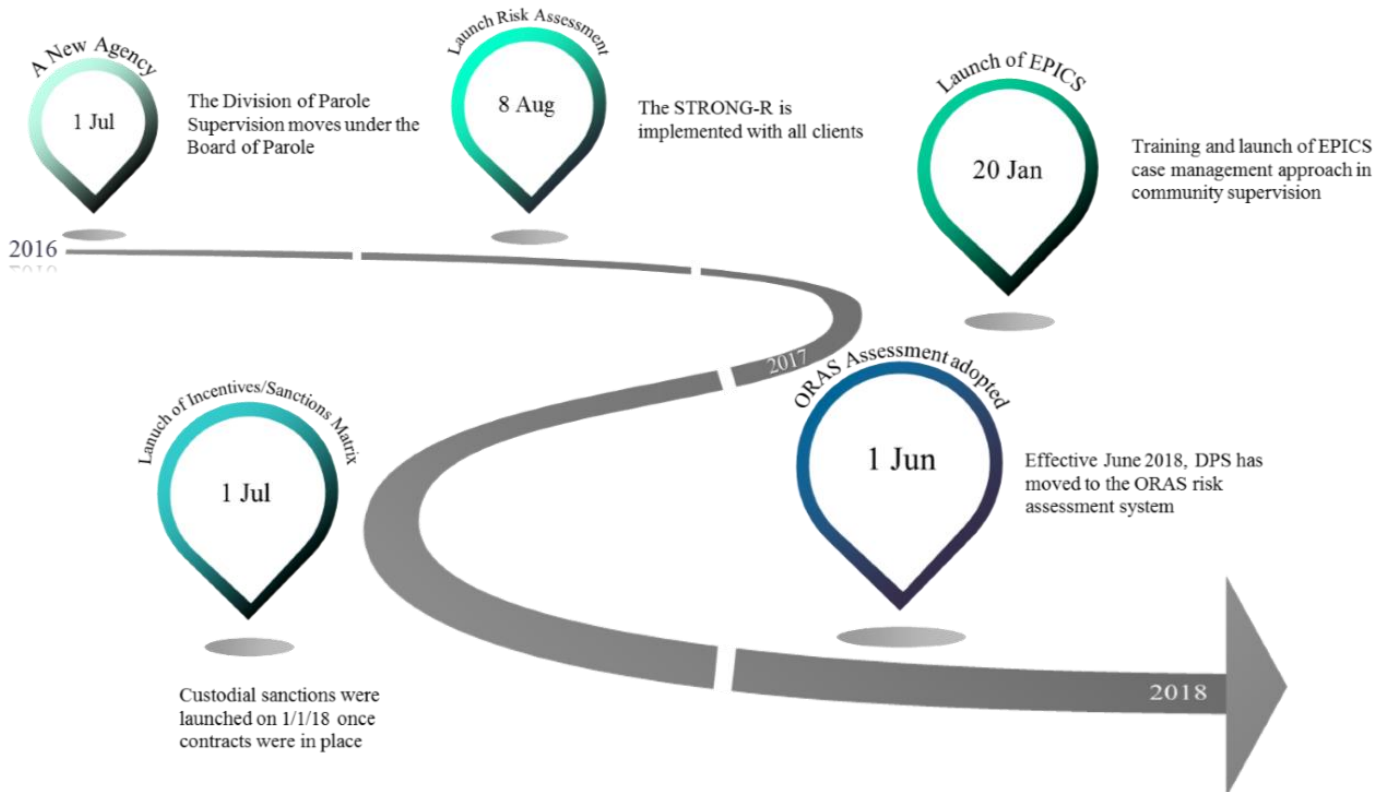 A New Agency
1 Jul
The Division of Parole
Supervision moves under the
Board of Parole
Launch Risk Assessment
8 Aug
The STRONG-R is
implemented with all clients
Launch of EPICS
20 Jan
Training and launch of EPICS
case management approach in
community supervision
2016
2017
Lanuch of Incentives/Sanctions Matrix
1 Jul
Custodial sanctions were
launched on 1/1/18 once
contracts were in place
ORAS Assessment adopted
1 Jun
Effective June 2018, DPS has
moved to the ORAS risk
assessment system
2018